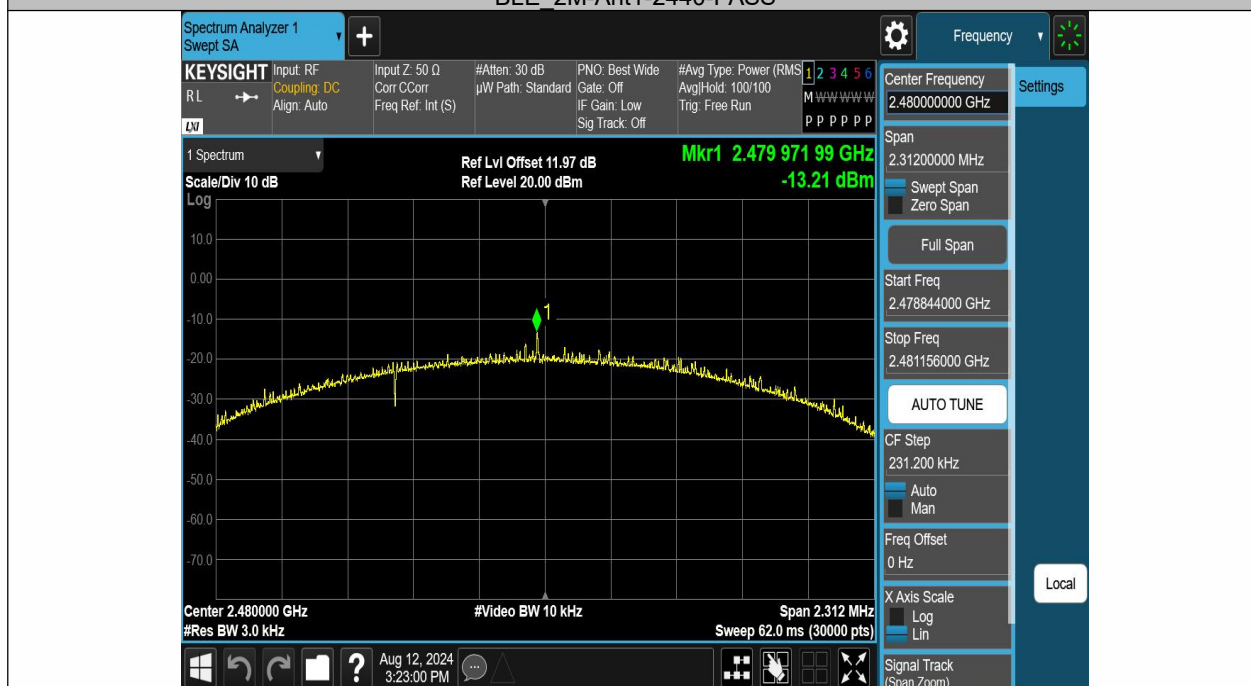 BLE_2M-Ant1-2440-PASS
Spectrum Analyzer 1
Swept SA
+
Frequency
KEYSIGHT
RL
LXI
Input: RF
Coupling: DC
Align: Auto
Input Z: 50 Ω
Corr CCorr
Freq Ref: Int (S)
#Atten: 30 dB
µW Path: Standard
PNO: Best Wide
Gate: Off
IF Gain: Low
Sig Track: Off
#Avg Type: Power (RMS
Avg|Hold: 100/100
Trig: Free Run
1 2 3 4 5 6
M W W W W W
P P P P P P
Center Frequency
2.480000000 GHz
Settings
1 Spectrum
Scale/Div 10 dB
Log
Ref Lvl Offset 11.97 dB
Ref Level 20.00 dBm
Mkr1 2.479 971 99 GHz
-13.21 dBm
Span
2.31200000 MHz
Swept Span
Zero Span
Full Span
Start Freq
2.478844000 GHz
Stop Freq
2.481156000 GHz
AUTO TUNE
CF Step
231.200 kHz
Auto
Man
Freq Offset
0 Hz
X Axis Scale
Log
Lin
Local
Signal Track
(Span Zoom)
10.0
0.00
-10.0
1
-20.0
-30.0
-40.0
-50.0
-60.0
-70.0
Center 2.480000 GHz
#Res BW 3.0 kHz
#Video BW 10 kHz
Span 2.312 MHz
Sweep 62.0 ms (30000 pts)
?
Aug 12, 2024
3:23:00 PM